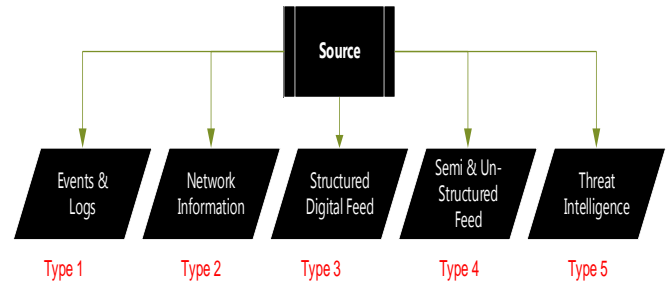 Source
Events &
Logs
Network
Information
Structured
Digital Feed
Semi & Un-
Structured
Feed
Threat
Intelligence
Type 1
Type 2
Type 3
Type 4
Type 5